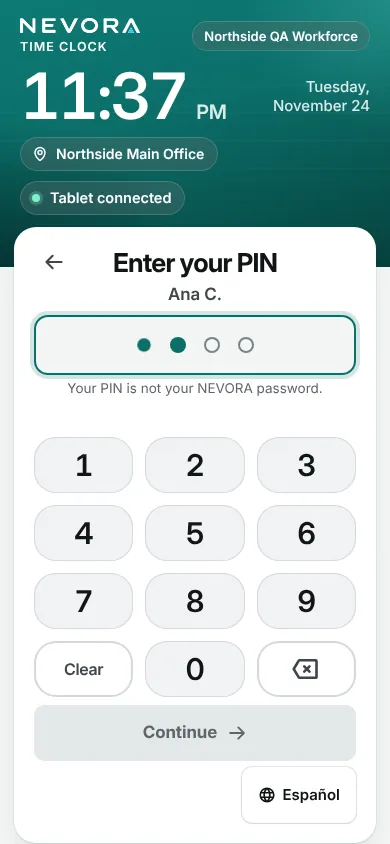 NEVORA
TIME CLOCK
Northside QA Workforce
11:37 PM
Tuesday,
November 24
Northside Main Office
Tablet connected
Enter your PIN
Ana C.
Your PIN is not your NEVORA password.
1 2 3
4 5 6
7 8 9
Clear 0
Continue
Español